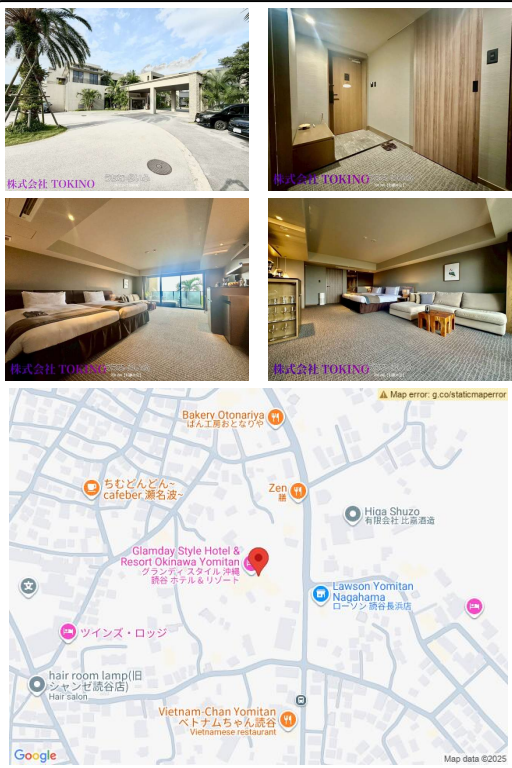 株式会社 TOKINO
株式会社 TOKINO
株式会社 TOKINO
株式会社 TOKINO
Map error: g.co/staticmaperror
Bakery Otonariya
ぱん工房おとなりや
ちむどんどん~
cafeber 瀬名波~
Zen
膳
Higa Shuzo
有限会社 比嘉酒造
Glamday Style Hotel &
Resort Okinawa Yomitan
グランディ スタイル 沖縄
読谷 ホテル & リゾート
Lawson Yomitan
Nagahama
ローソン 読谷長浜店
ツインズ・ロッジ
hair room lamp(旧
シャンゼ読谷店)
Hair salon
Vietnam-Chan Yomitan
ベトナムちゃん読谷
Vietnamese restaurant
Google
Map data ©2025